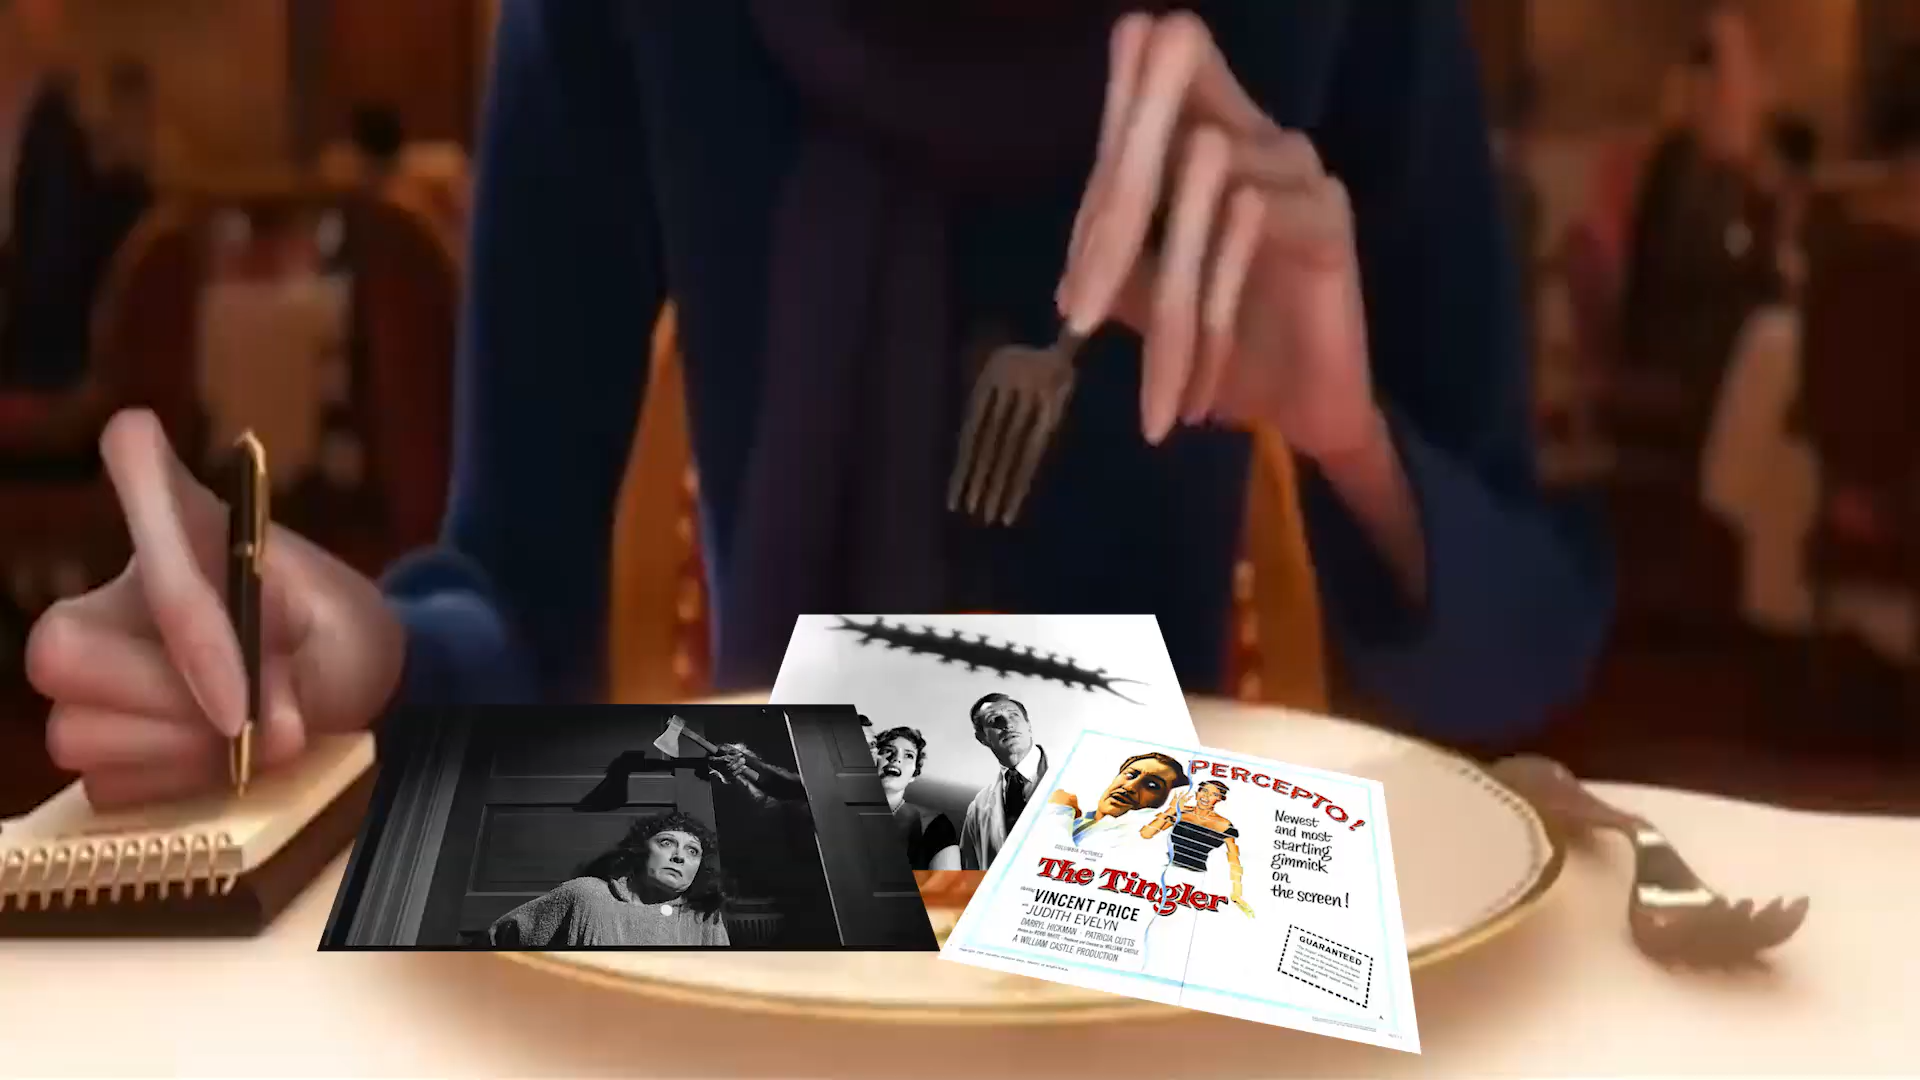 PERCEPTO!
Newest
and most
startling
gimmick
on
the screen!
COLUMBIA PICTURES
The Tingler
VINCENT PRICE
JUDITH EVELYN
DARRYL HICKMAN · PATRICIA CUTTS
A WILLIAM CASTLE PRODUCTION
GUARANTEED